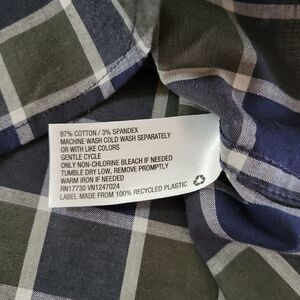 97% COTTON / 3% SPANDEX
MACHINE WASH COLD WASH SEPARATELY
OR WITH LIKE COLORS
GENTLE CYCLE
ONLY NON-CHLORINE BLEACH IF NEEDED
TUMBLE DRY LOW, REMOVE PROMPTLY
WARM IRON IF NEEDED
RN17730 VN1247024
LABEL MADE FROM 100% RECYCLED PLASTIC